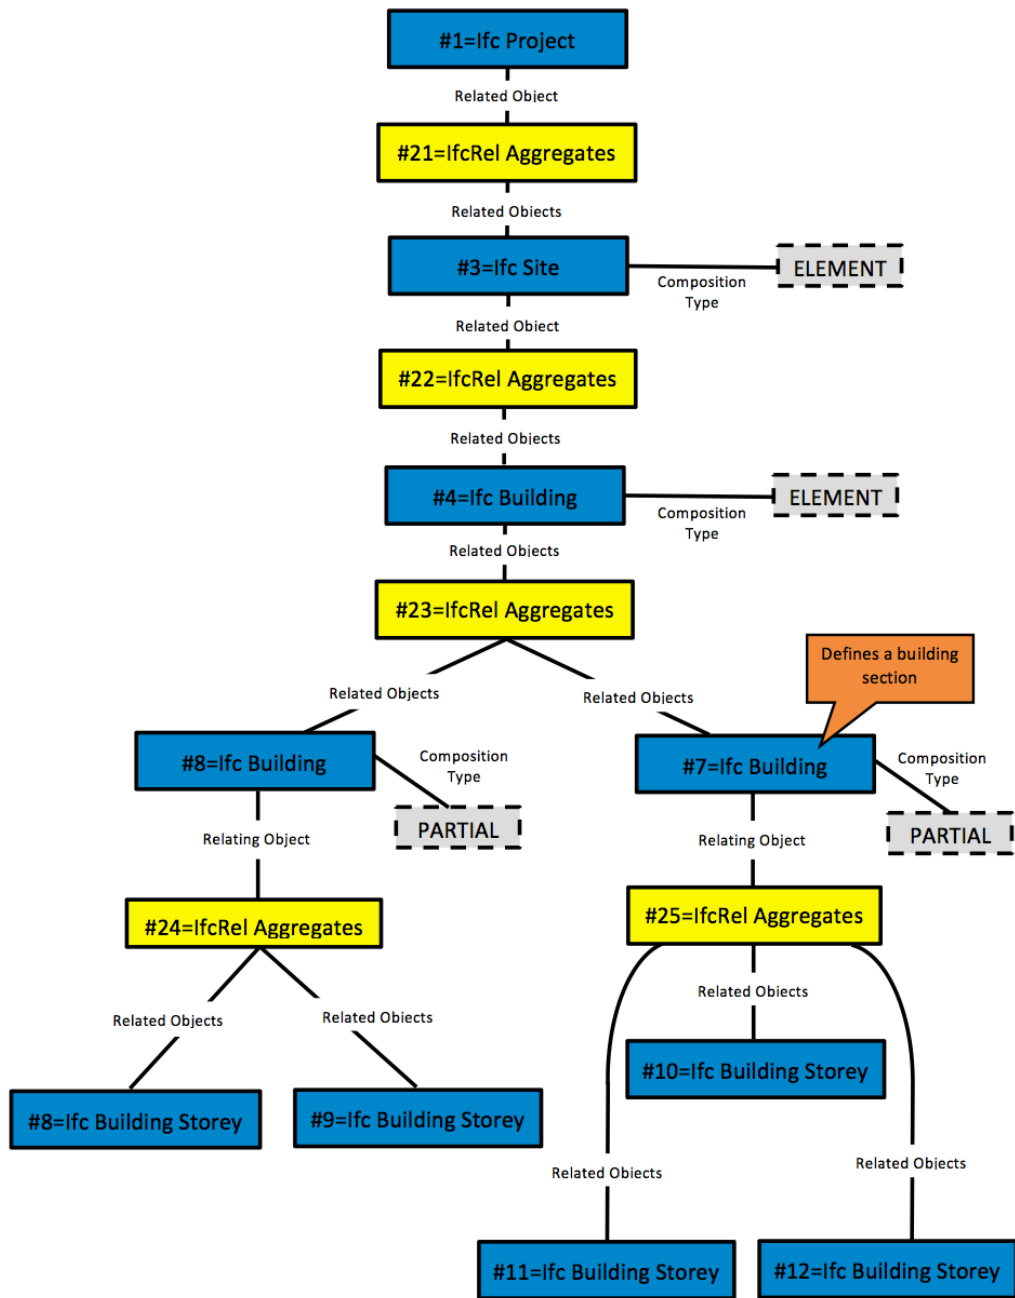 #1=Ifc Project
Related Object
#21=IfcRel Aggregates
Related Objects
#3=Ifc Site
ELEMENT
Composition
Type
Related Object
#22=IfcRel Aggregates
Related Objects
#4=Ifc Building
ELEMENT
Composition
Type
Related Objects
#23=IfcRel Aggregates
Defines a building
section
Related Objects
Related Objects
#8=Ifc Building
Composition
Type
#7=Ifc Building
Composition
Type
PARTIAL
PARTIAL
Relating Object
Relating Object
#24=IfcRel Aggregates
#25=IfcRel Aggregates
Related Objects
Related Objects
Related Objects
#8=Ifc Building Storey
#9=Ifc Building Storey
#10=Ifc Building Storey
Related Objects
Related Objects
#11=Ifc Building Storey
#12=Ifc Building Storey